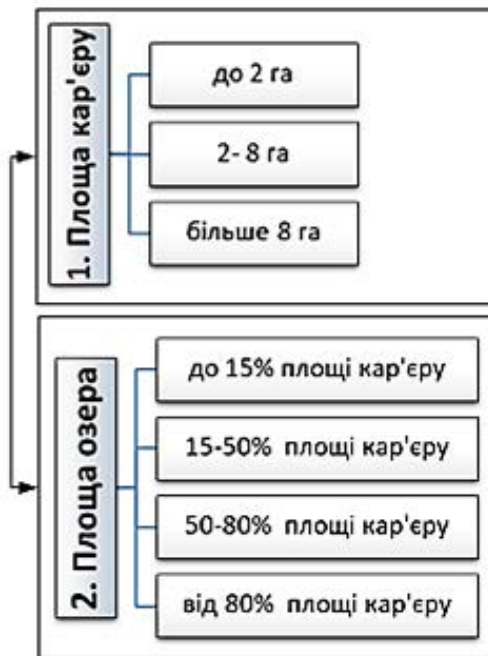 1. Площа кар'єру
до 2 га
2- 8 га
більше 8 га
2. Площа озера
до 15% площі кар'єру
15-50% площі кар'єру
50-80% площі кар'єру
від 80% площі кар'єру